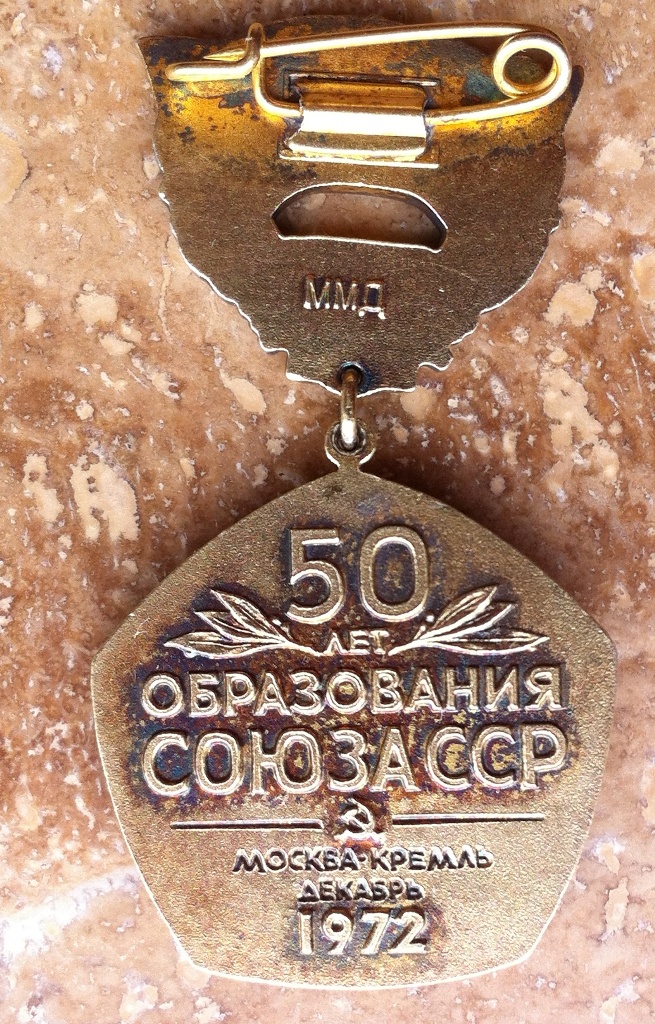 ММД
50
ЛЕТ
ОБРАЗОВАНИЯ
СОЮЗА ССР
МОСКВА·КРЕМЛЬ
ДЕКАБРЬ
1972